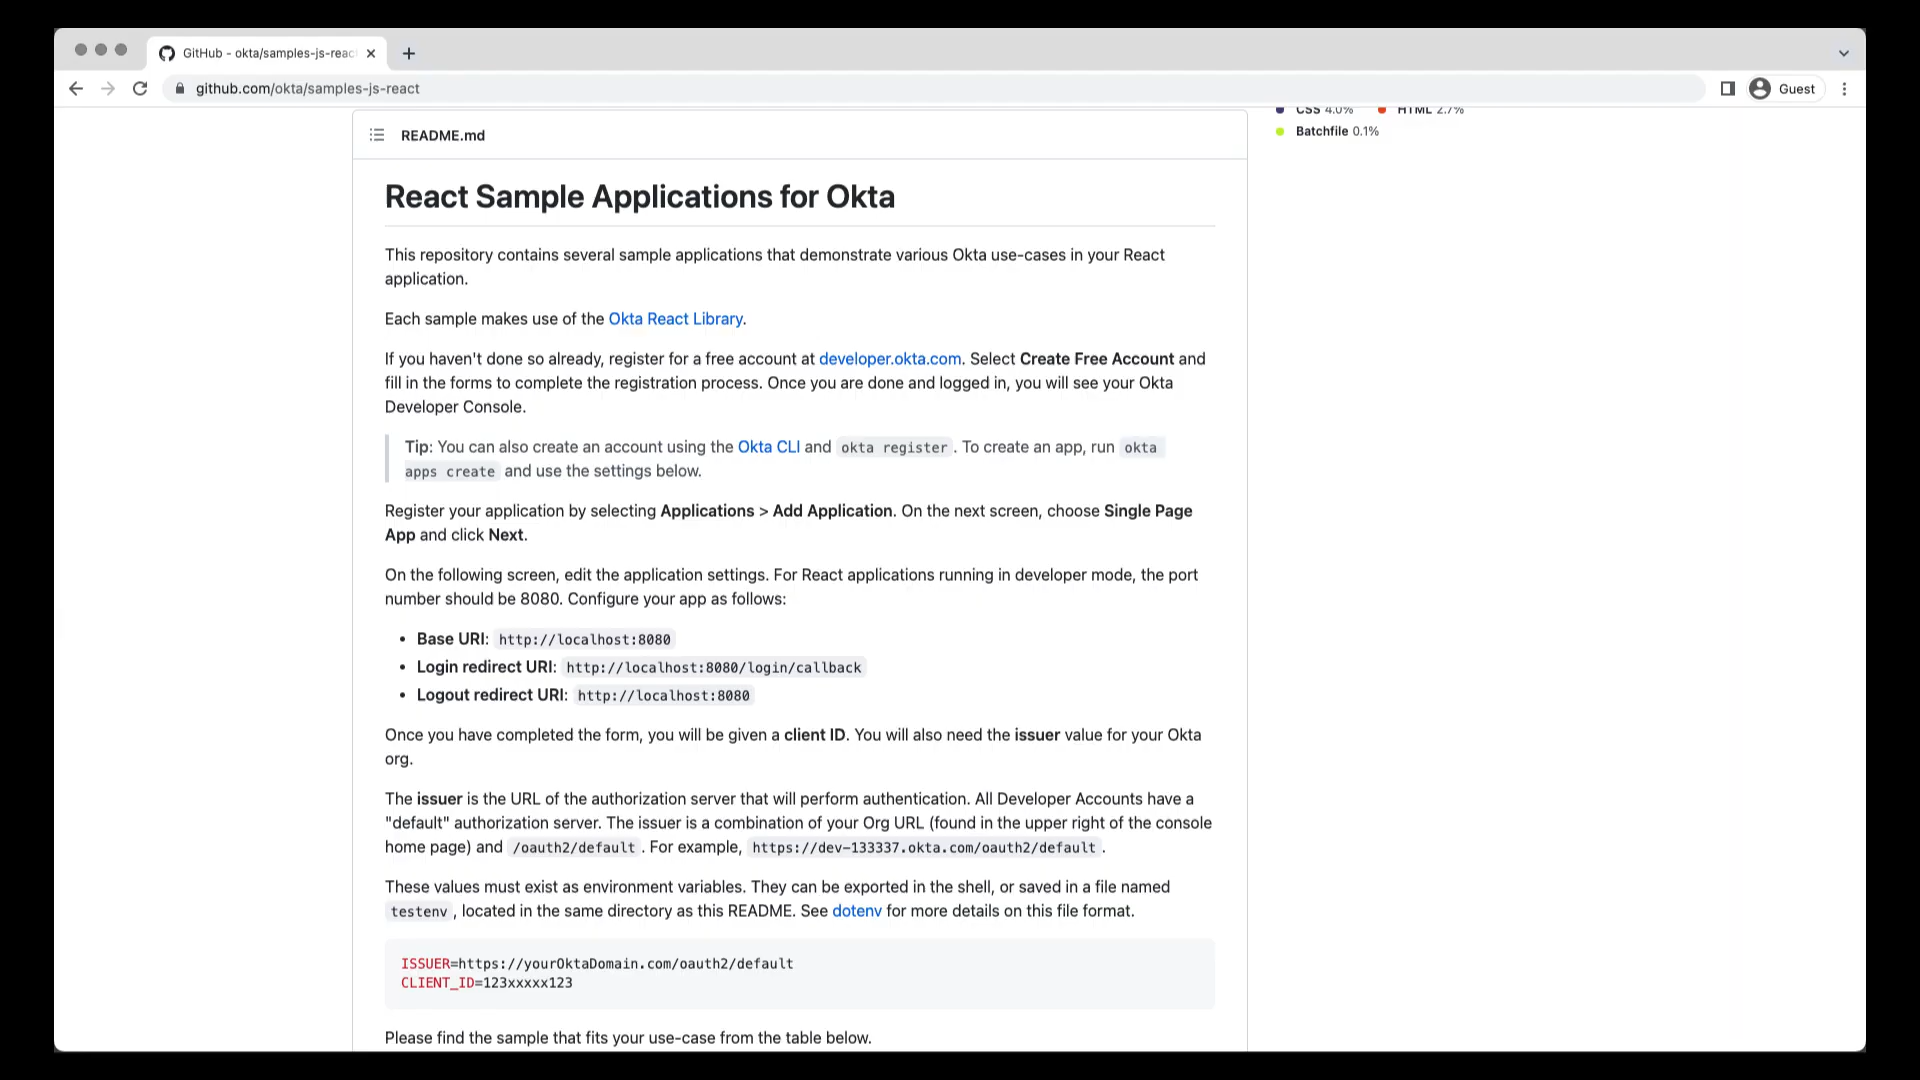 GitHub - okta/samples-js-reac
github.com/okta/samples-js-react
Guest
CSS 4.0% HTML 2.7%
Batchfile 0.1%
README.md
React Sample Applications for Okta
This repository contains several sample applications that demonstrate various Okta use-cases in your React
application.
Each sample makes use of the Okta React Library.
If you haven't done so already, register for a free account at developer.okta.com. Select Create Free Account and
fill in the forms to complete the registration process. Once you are done and logged in, you will see your Okta
Developer Console.
Tip: You can also create an account using the Okta CLI and okta register. To create an app, run okta
apps create and use the settings below.
Register your application by selecting Applications > Add Application. On the next screen, choose Single Page
App and click Next.
On the following screen, edit the application settings. For React applications running in developer mode, the port
number should be 8080. Configure your app as follows:
• Base URI: http://localhost:8080
• Login redirect URI: http://localhost:8080/login/callback
• Logout redirect URI: http://localhost:8080
Once you have completed the form, you will be given a client ID. You will also need the issuer value for your Okta
org.
The issuer is the URL of the authorization server that will perform authentication. All Developer Accounts have a
"default" authorization server. The issuer is a combination of your Org URL (found in the upper right of the console
home page) and /oauth2/default. For example, https://dev-133337.okta.com/oauth2/default.
These values must exist as environment variables. They can be exported in the shell, or saved in a file named
testenv, located in the same directory as this README. See dotenv for more details on this file format.
ISSUER=https://yourOktaDomain.com/oauth2/default
CLIENT_ID=123xxxxx123
Please find the sample that fits your use-case from the table below.